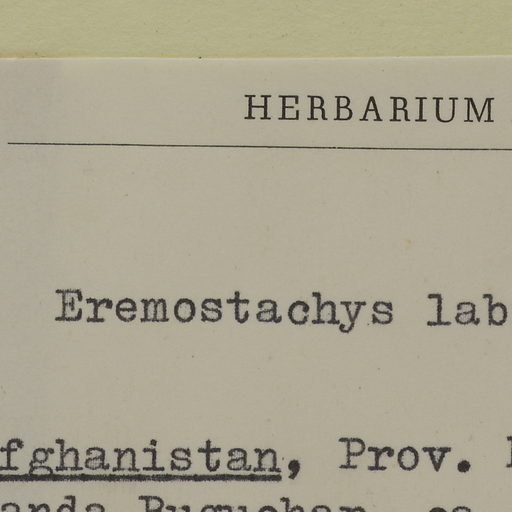 HERBARIUM
Eremostachys lab
fghanistan, Prov.